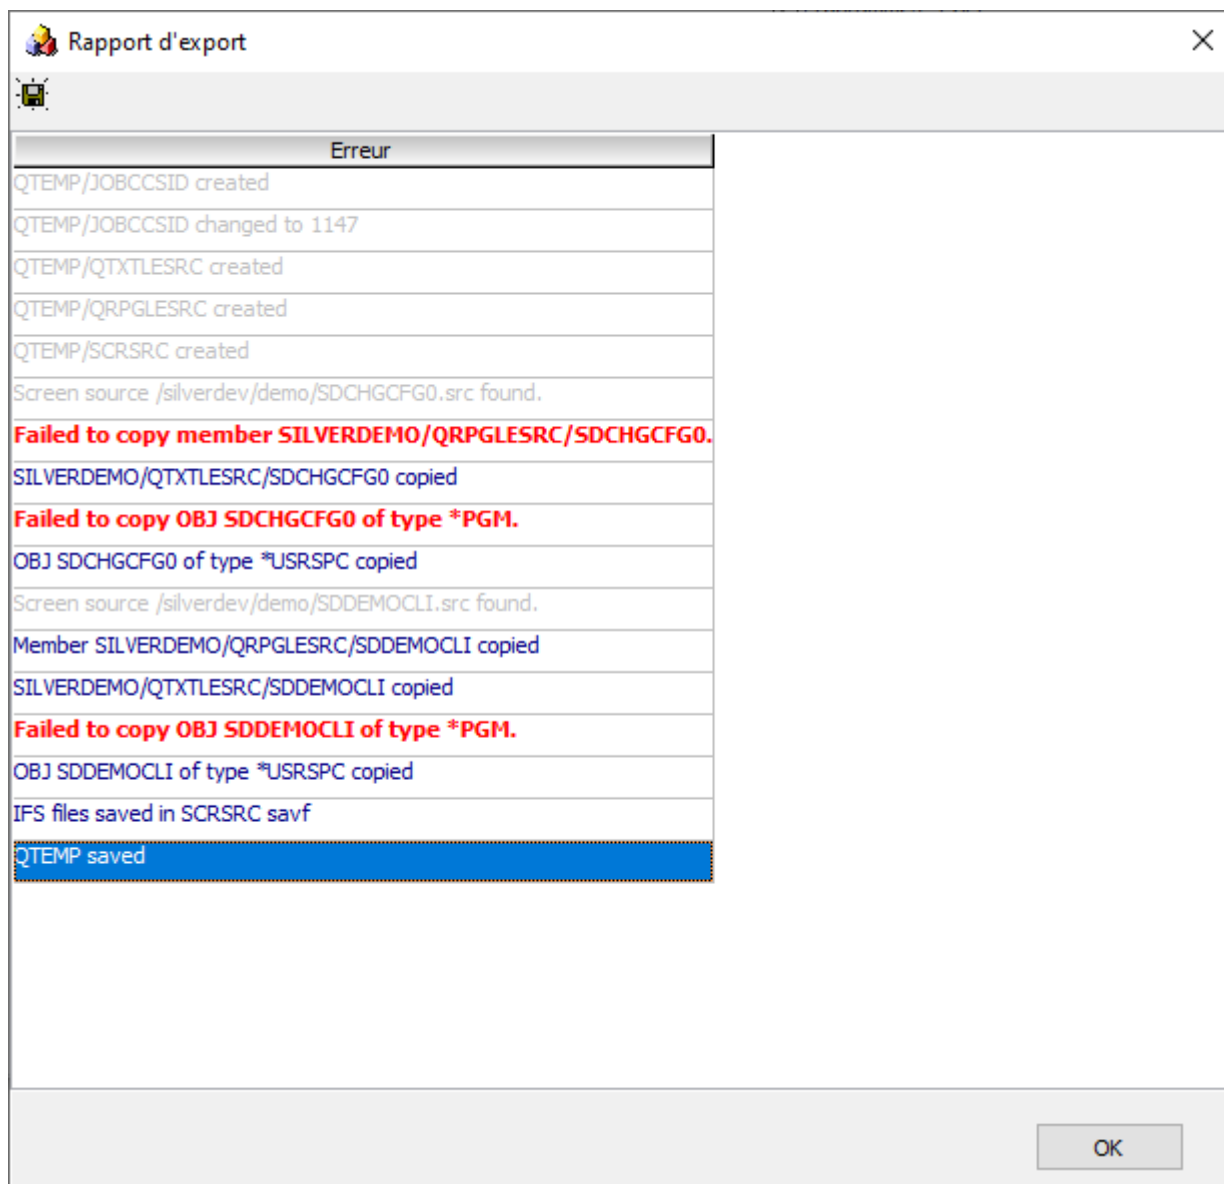 Rapport d'export
Erreur
QTEMP/JOBCCSID created
QTEMP/JOBCCSID changed to 1147
QTEMP/QTXTLESRC created
QTEMP/QRPGLESRC created
QTEMP/SCRSRC created
Screen source /silverdev/demo/SDCHGCFG0.src found.
Failed to copy member SILVERDEMO/QRPGLESRC/SDCHGCFG0.
SILVERDEMO/QTXTLESRC/SDCHGCFG0 copied
Failed to copy OBJ SDCHGCFG0 of type *PGM.
OBJ SDCHGCFG0 of type *USRSPC copied
Screen source /silverdev/demo/SDDEMOCLI.src found.
Member SILVERDEMO/QRPGLESRC/SDDEMOCLI copied
SILVERDEMO/QTXTLESRC/SDDEMOCLI copied
Failed to copy OBJ SDDEMOCLI of type *PGM.
OBJ SDDEMOCLI of type *USRSPC copied
IFS files saved in SCRSRC savf
QTEMP saved
OK